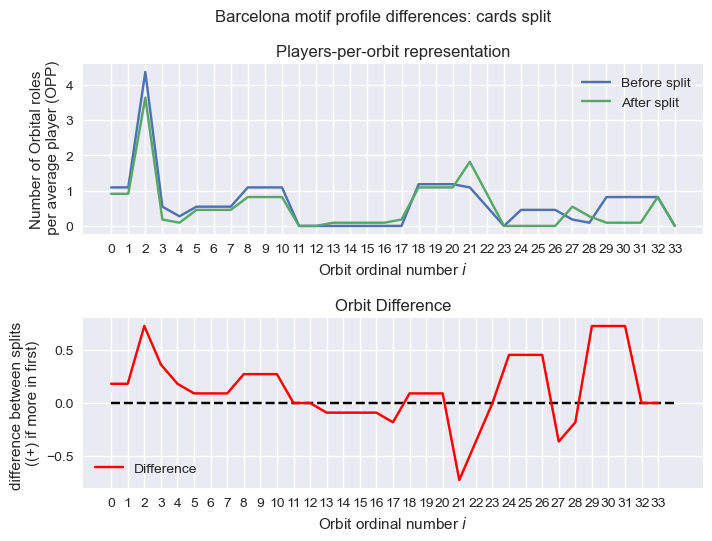 Barcelona motif profile differences: cards split
Players-per-orbit representation
Number of Orbital roles
per average player (OPP)
4
3
2
1
0
Before split
After split
0 1 2 3 4 5 6 7 8 9 10 11 12 13 14 15 16 17 18 19 20 21 22 23 24 25 26 27 28 29 30 31 32 33
Orbit ordinal number i
Orbit Difference
difference between splits
((+) if more in first)
0.5
0.0
−0.5
Difference
0 1 2 3 4 5 6 7 8 9 10 11 12 13 14 15 16 17 18 19 20 21 22 23 24 25 26 27 28 29 30 31 32 33
Orbit ordinal number i